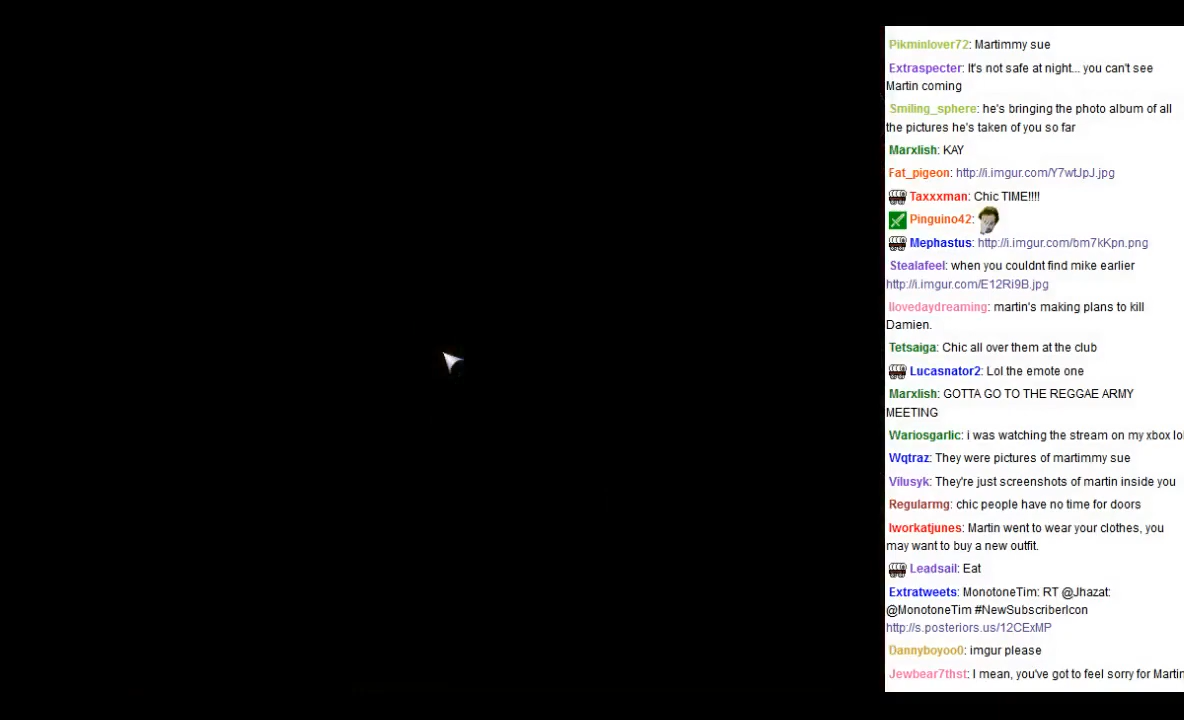 Pikminlover72: Martimmy sue
Extraspecter: It's not safe at night... you can't see
Martin coming
Smiling_sphere: he's bringing the photo album of all
the pictures he's taken of you so far
Marxlish: KAY
Fat_pigeon: http://i.imgur.com/Y7wtJpJ.jpg
Taxxxman: Chic TIME!!!!
Pinguino42:
Mephastus: http://i.imgur.com/bm7kKpn.png
Stealafeel: when you couldnt find mike earlier
http://i.imgur.com/E12Ri9B.jpg
Ilovedaydreaming: martin's making plans to kill
Damien.
Tetsaiga: Chic all over them at the club
Lucasnator2: Lol the emote one
Marxlish: GOTTA GO TO THE REGGAE ARMY
MEETING
Wariosgarlic: i was watching the stream on my xbox lol
Wqtraz: They were pictures of martimmy sue
Vilusyk: They're just screenshots of martin inside you
Regularmg: chic people have no time for doors
Iworkatjunes: Martin went to wear your clothes, you
may want to buy a new outfit.
Leadsail: Eat
Extratweets: MonotoneTim: RT @Jhazat:
@MonotoneTim #NewSubscriberIcon
http://s.posteriors.us/12CExMP
Dannyboyoo0: imgur please
Jewbear7thst: I mean, you've got to feel sorry for Martin